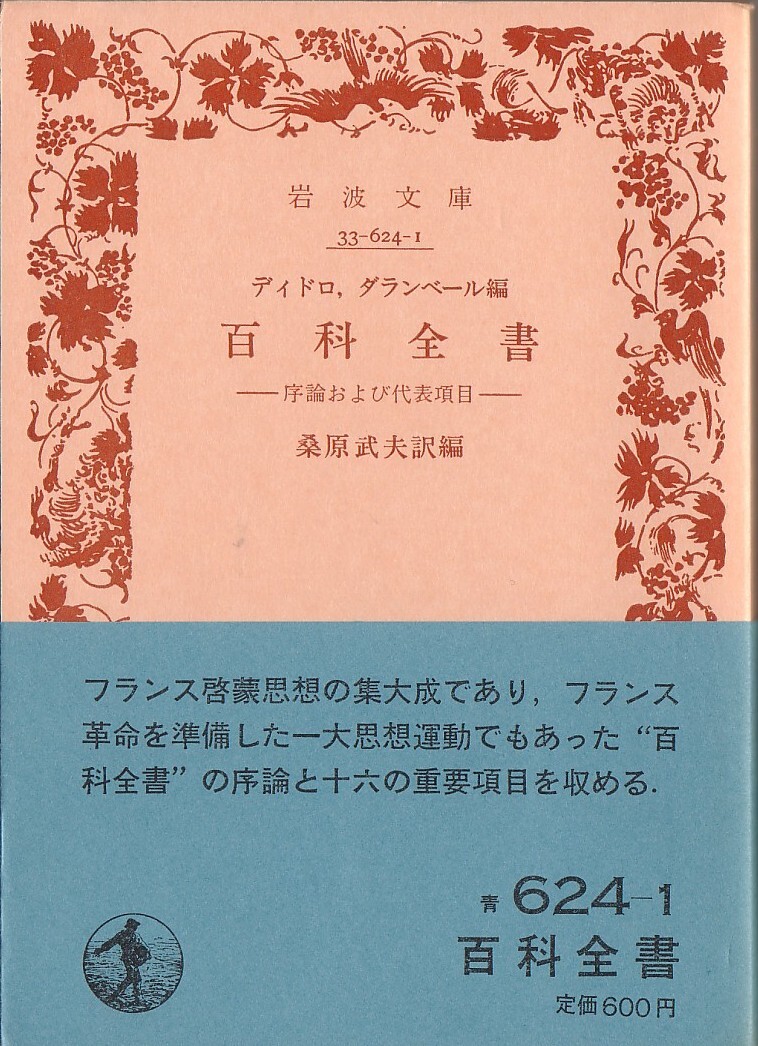 岩波文庫
33-624-1
ディドロ，ダランベール編
百科全書
──序論および代表項目──
桑原武夫訳編
フランス啓蒙思想の集大成であり，フランス
革命を準備した一大思想運動でもあった“百
科全書”の序論と十六の重要項目を収める．
青 624-1
百科全書
定価600円